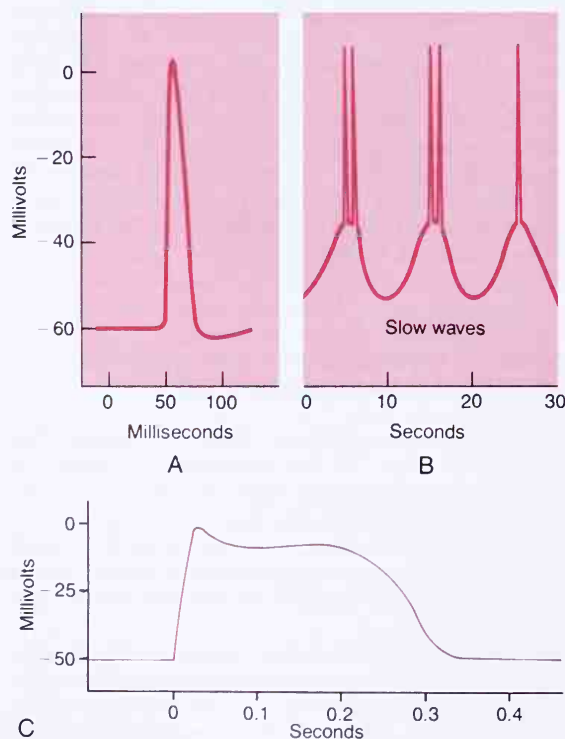 Millivolts
0
– 20
– 40
– 60
0 50 100
Milliseconds
A
Slow waves
0 10 20 30
Seconds
B
Millivolts
0
– 25
– 50
0 0.1 0.2 0.3 0.4
Seconds
C